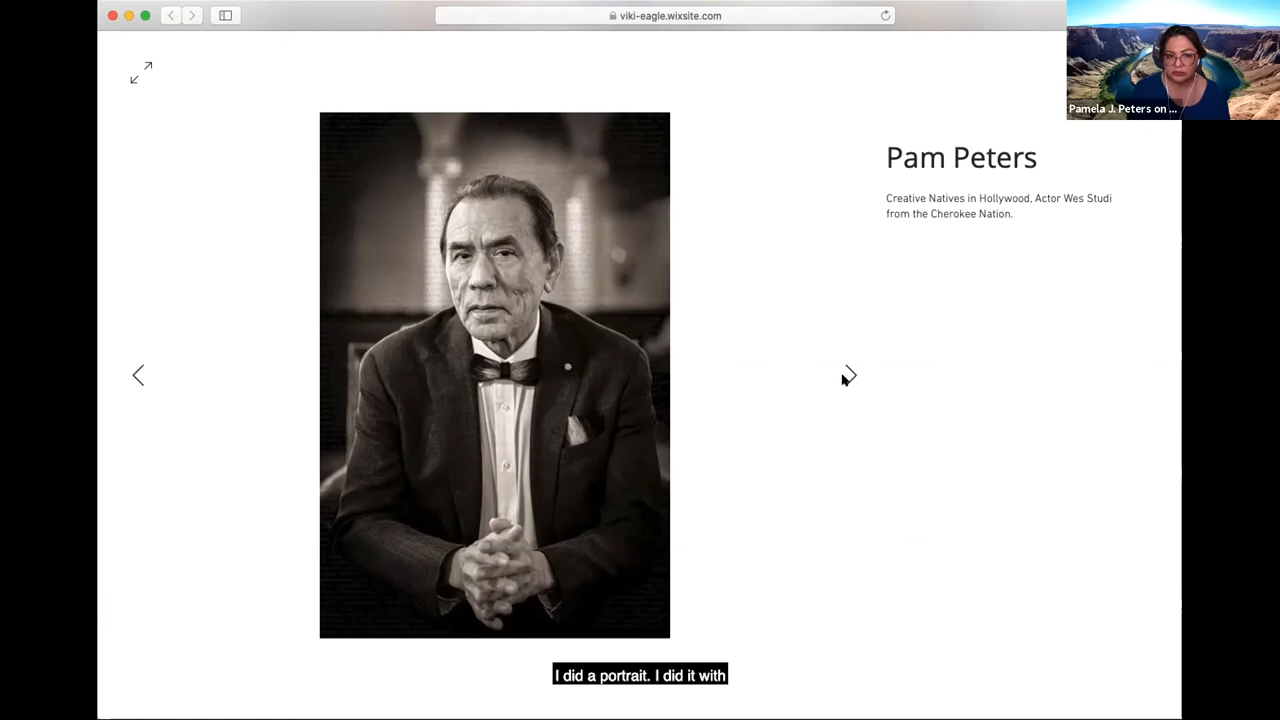 viki-eagle.wixsite.com
Pamela J. Peters on ...
Pam Peters
Creative Natives in Hollywood, Actor Wes Studi
from the Cherokee Nation.
I did a portrait. I did it with